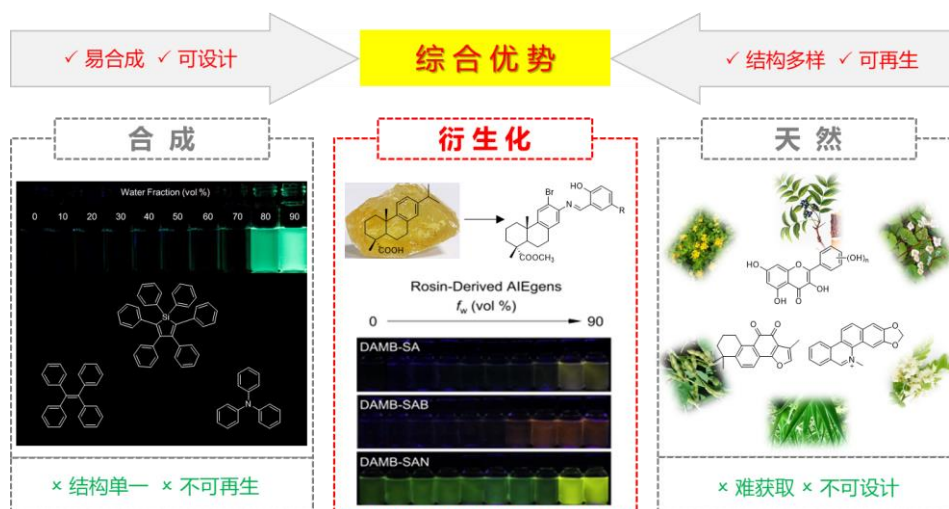 ✓ 易合成 ✓ 可设计
综合优势
✓ 结构多样 ✓ 可再生
合成
Water Fraction (vol %)
0 10 20 30 40 50 60 70 80 90
Si
N
× 结构单一 × 不可再生
衍生化
COOH
Br
HO
N
R
COOCH₃
Rosin-Derived AIEgens
fw (vol %)
0 90
DAMB-SA
DAMB-SAB
DAMB-SAN
天然
HO
O
(OH)n
OH
OH
O
O
O
O
O
O
N⁺
× 难获取 × 不可设计